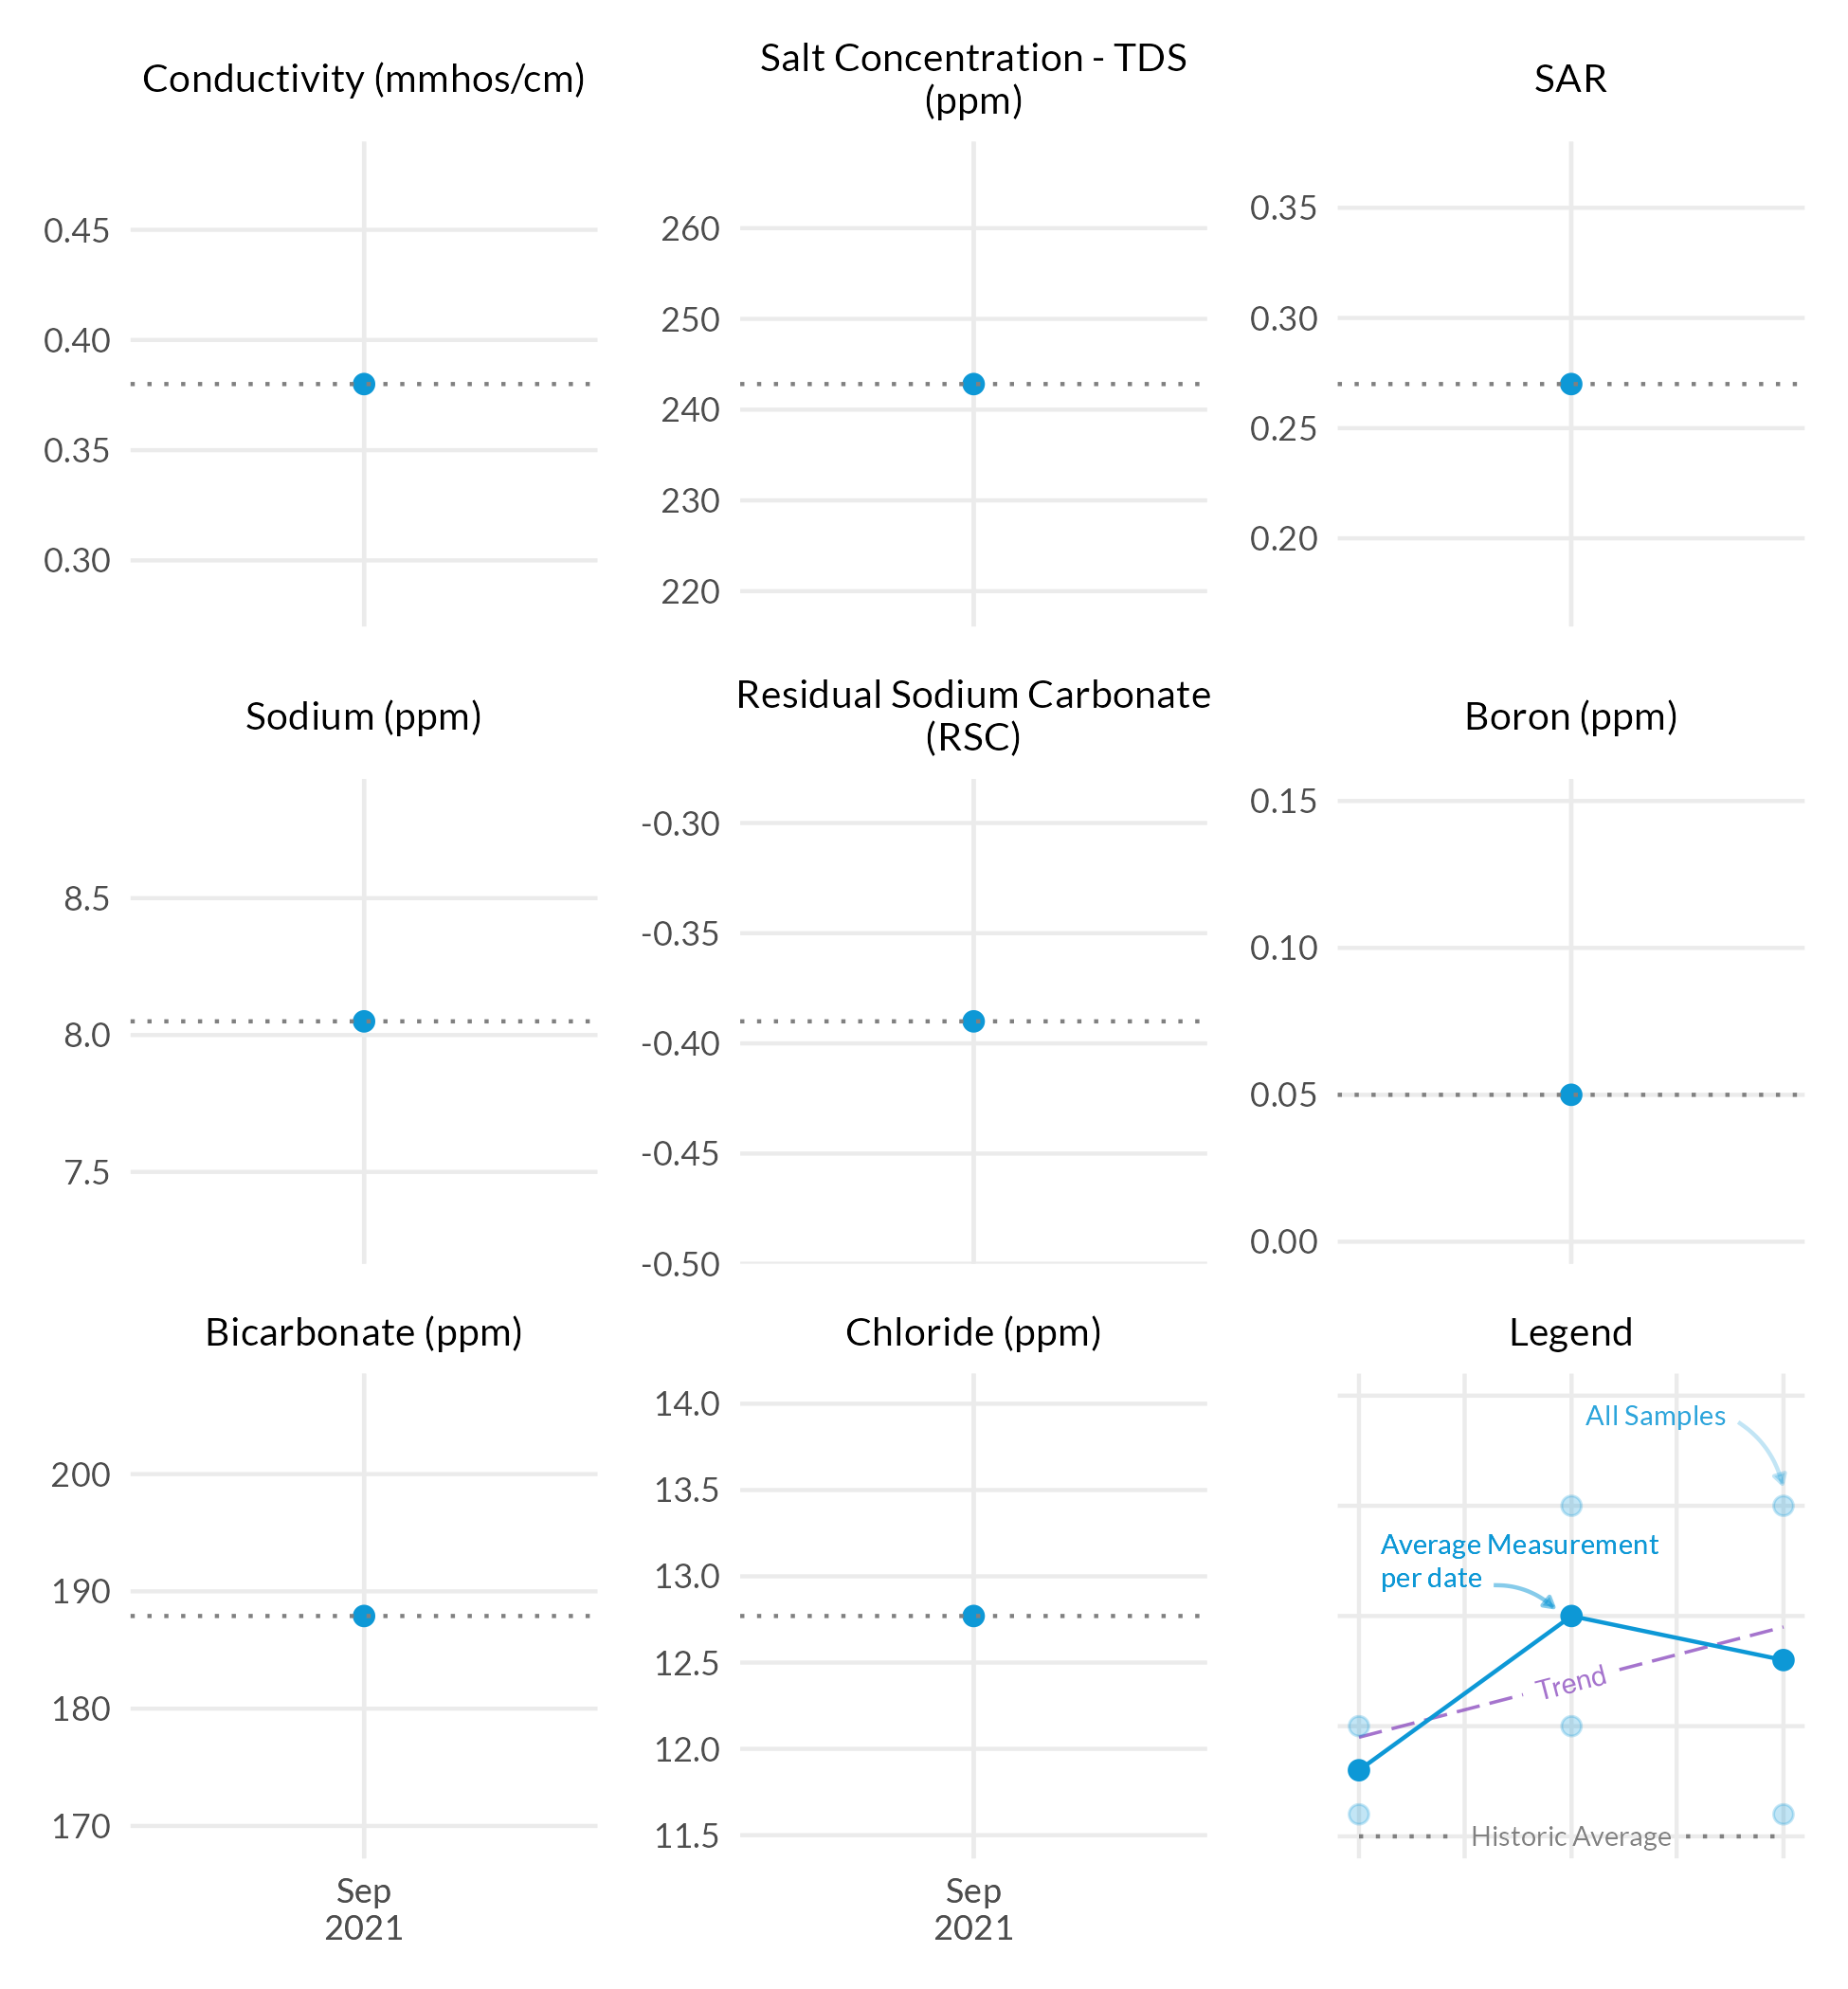 Conductivity (mmhos/cm)
0.45
0.40
0.35
0.30
Salt Concentration - TDS
(ppm)
260
250
240
230
220
SAR
0.35
0.30
0.25
0.20
Sodium (ppm)
8.5
8.0
7.5
Residual Sodium Carbonate
(RSC)
-0.30
-0.35
-0.40
-0.45
-0.50
Boron (ppm)
0.15
0.10
0.05
0.00
Bicarbonate (ppm)
200
190
180
170
Sep
2021
Chloride (ppm)
14.0
13.5
13.0
12.5
12.0
11.5
Sep
2021
Legend
All Samples
Average Measurement
per date
Trend
Historic Average